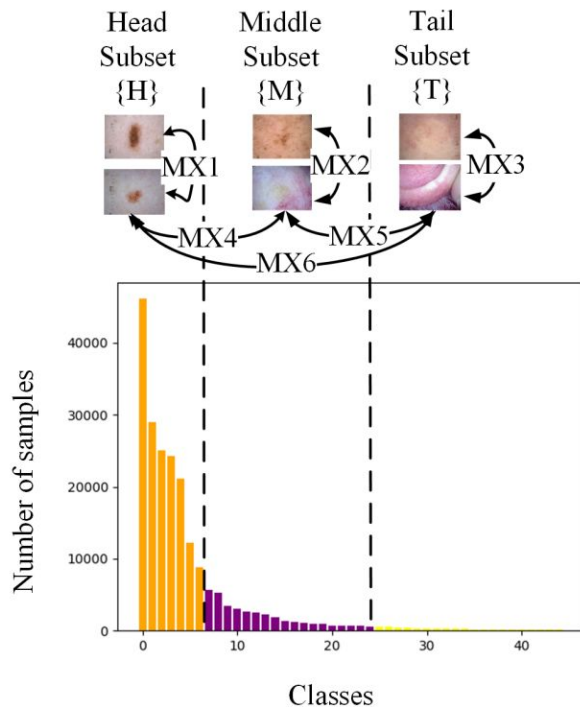 Head Subset {H}
Middle Subset {M}
Tail Subset {T}
MX1
MX2
MX3
MX4
MX5
MX6
Number of samples
40000
30000
20000
10000
0
0
10
20
30
40
Classes